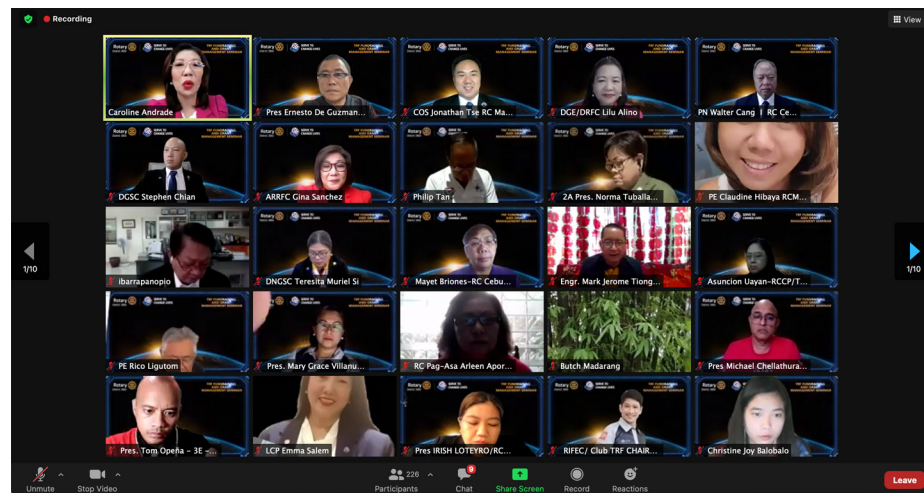 Recording
View
Caroline Andrade
Pres Ernesto De Guzman...
COS Jonathan Tse RC Ma...
DGE/DRFC Lilu Alino
PN Walter Cang | RC Ce...
DGSC Stephen Chian
ARRFC Gina Sanchez
Philip Tan
2A Pres. Norma Tuballa...
PE Claudine Hibaya RCM...
1/10
ibarrapanopio
DNGSC Teresita Muriel Si
Mayet Briones-RC Cebu...
Engr. Mark Jerome Tiong...
Asuncion Uayan-RCCP/T...
1/10
PE Rico Ligutom
Pres. Mary Grace Villanu...
RC Pag-Asa Arleen Apor...
Butch Madarang
Pres Michael Chellathura...
Pres. Tom Opeña – 3E –...
LCP Emma Salem
Pres IRISH LOTEYRO/RC...
RIFEC/ Club TRF CHAIR...
Christine Joy Balobalo
Unmute
Stop Video
226
Participants
9
Chat
Share Screen
Record
Reactions
Leave